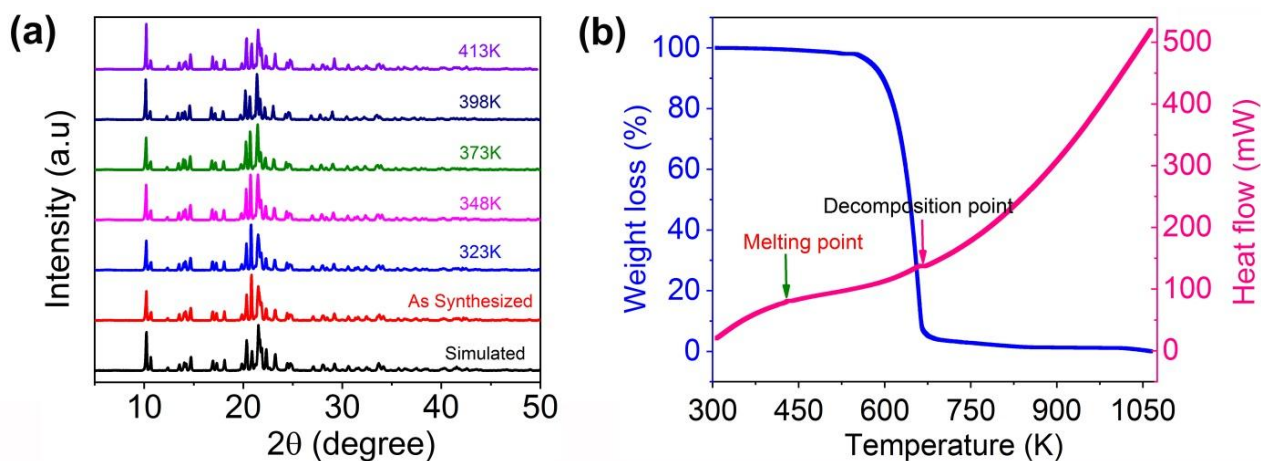 (a)
Intensity (a.u)
413K
398K
373K
348K
323K
As Synthesized
Simulated
10 20 30 40 50
2θ (degree)
(b)
Weight loss (%)
100
80
60
40
20
0
Melting point
Decomposition point
500
400
300
200
100
0
Heat flow (mW)
300 450 600 750 900 1050
Temperature (K)